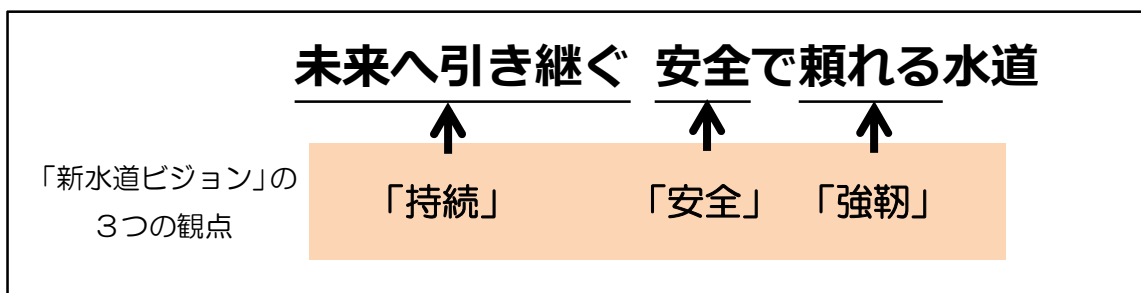 未来へ引き継ぐ 安全で頼れる水道
「新水道ビジョン」の
３つの観点
「持続」 「安全」 「強靭」